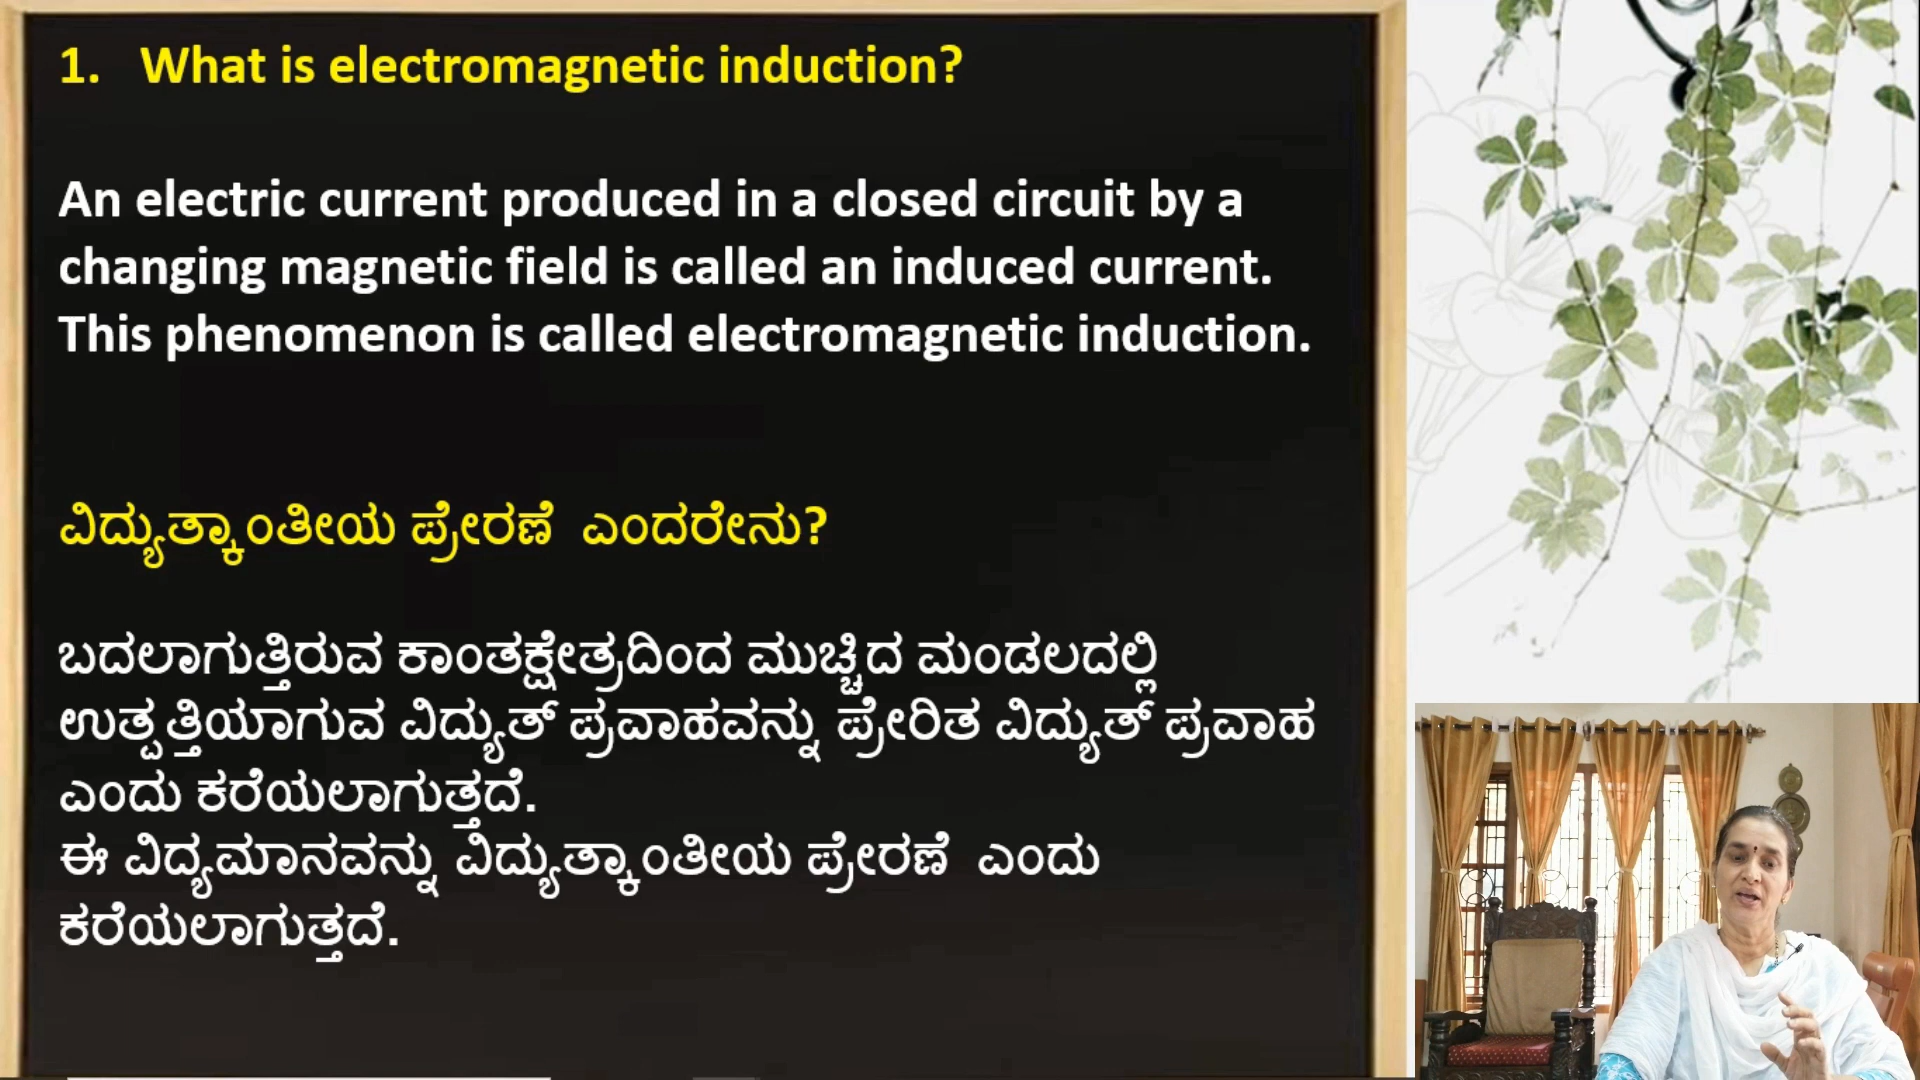 1. What is electromagnetic induction?
An electric current produced in a closed circuit by a
changing magnetic field is called an induced current.
This phenomenon is called electromagnetic induction.
ವಿದ್ಯುತ್ಕಾಂತೀಯ ಪ್ರೇರಣೆ ಎಂದರೇನು?
ಬದಲಾಗುತ್ತಿರುವ ಕಾಂತಕ್ಷೇತ್ರದಿಂದ ಮುಚ್ಚಿದ ಮಂಡಲದಲ್ಲಿ
ಉತ್ಪತ್ತಿಯಾಗುವ ವಿದ್ಯುತ್ ಪ್ರವಾಹವನ್ನು ಪ್ರೇರಿತ ವಿದ್ಯುತ್ ಪ್ರವಾಹ
ಎಂದು ಕರೆಯಲಾಗುತ್ತದೆ.
ಈ ವಿದ್ಯಮಾನವನ್ನು ವಿದ್ಯುತ್ಕಾಂತೀಯ ಪ್ರೇರಣೆ ಎಂದು
ಕರೆಯಲಾಗುತ್ತದೆ.